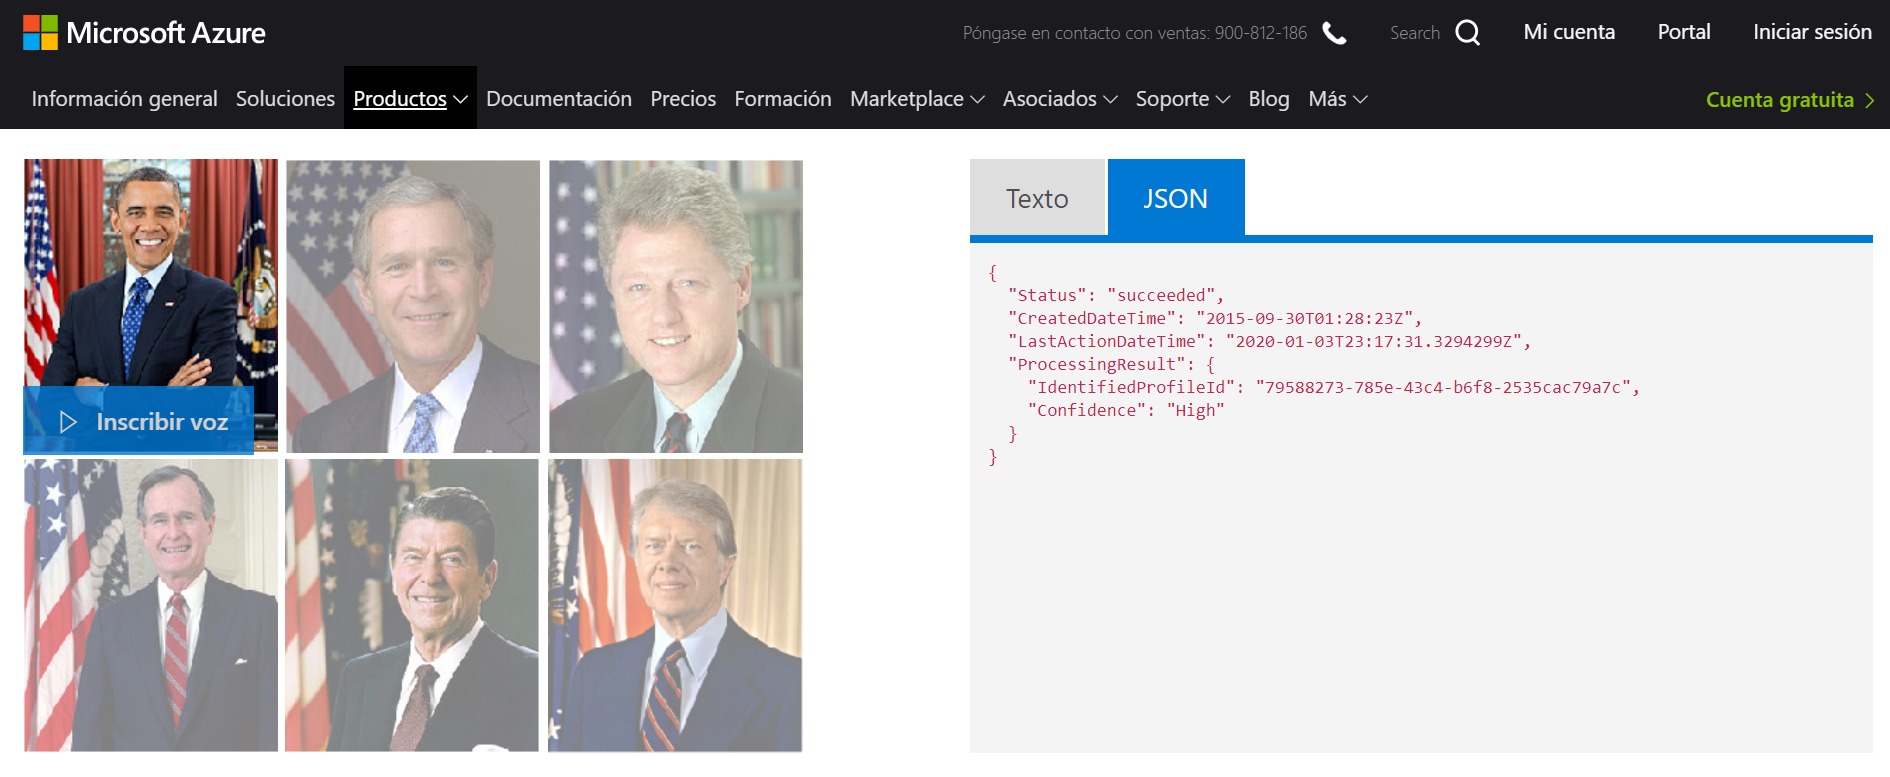 Microsoft Azure
Póngase en contacto con ventas: 900-812-186
Search
Mi cuenta
Portal
Iniciar sesión
Información general
Soluciones
Productos
Documentación
Precios
Formación
Marketplace
Asociados
Soporte
Blog
Más
Cuenta gratuita
Inscribir voz
Texto
JSON
{
"Status": "succeeded",
"CreatedDateTime": "2015-09-30T01:28:23Z",
"LastActionDateTime": "2020-01-03T23:17:31.3294299Z",
"ProcessingResult": {
"IdentifiedProfileId": "79588273-785e-43c4-b6f8-2535cac79a7c",
"Confidence": "High"
}
}